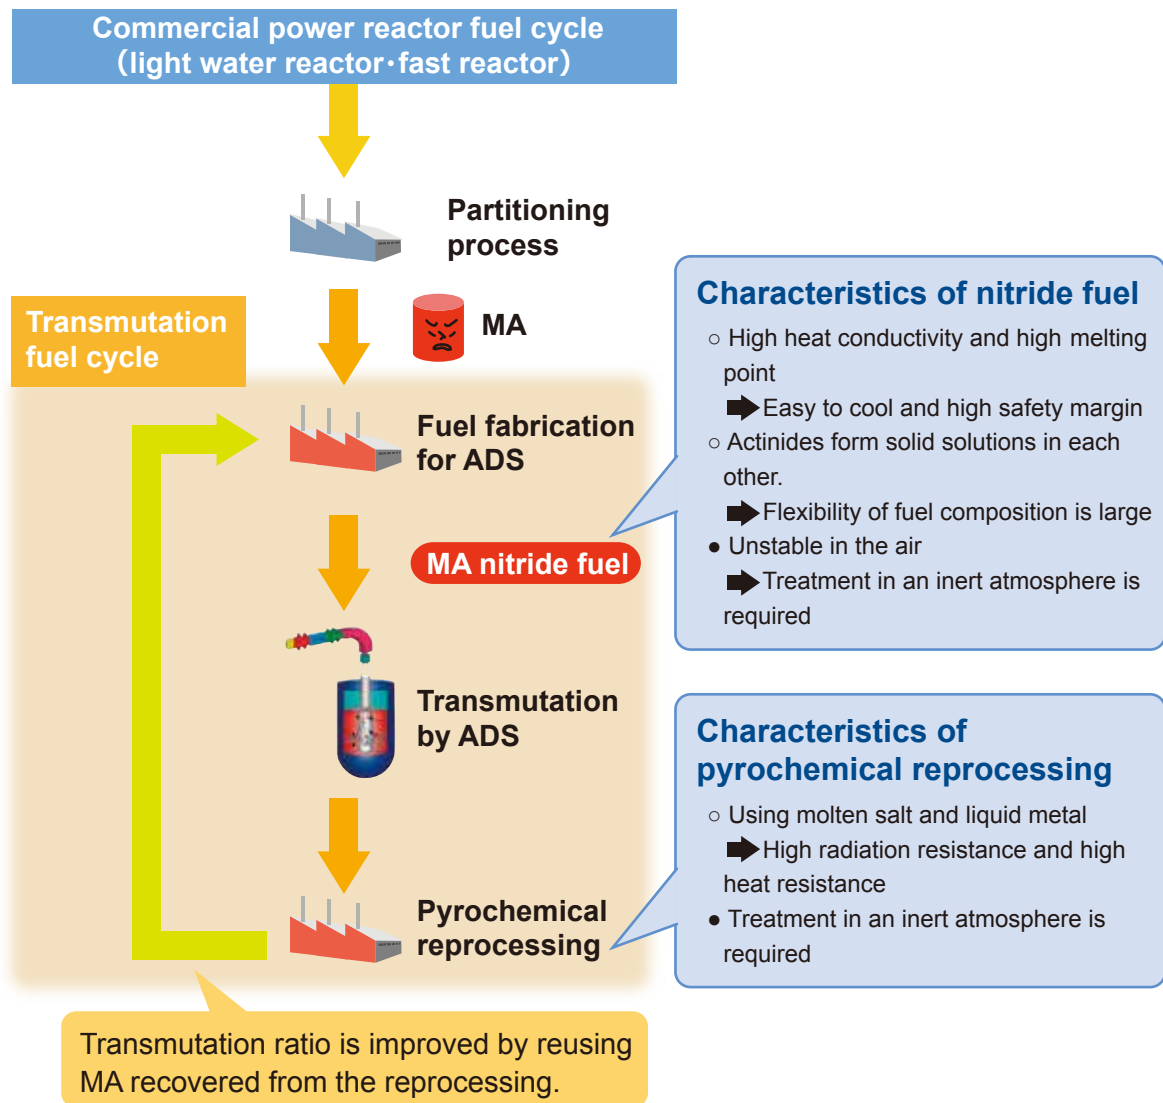 Commercial power reactor fuel cycle
（light water reactor・fast reactor）
Partitioning
process
MA
Transmutation
fuel cycle
Fuel fabrication
for ADS
MA nitride fuel
Transmutation
by ADS
Pyrochemical
reprocessing
Transmutation ratio is improved by reusing
MA recovered from the reprocessing.
Characteristics of nitride fuel
○ High heat conductivity and high melting
point
➡ Easy to cool and high safety margin
○ Actinides form solid solutions in each
other.
➡ Flexibility of fuel composition is large
● Unstable in the air
➡ Treatment in an inert atmosphere is
required
Characteristics of
pyrochemical reprocessing
○ Using molten salt and liquid metal
➡ High radiation resistance and high
heat resistance
● Treatment in an inert atmosphere is
required